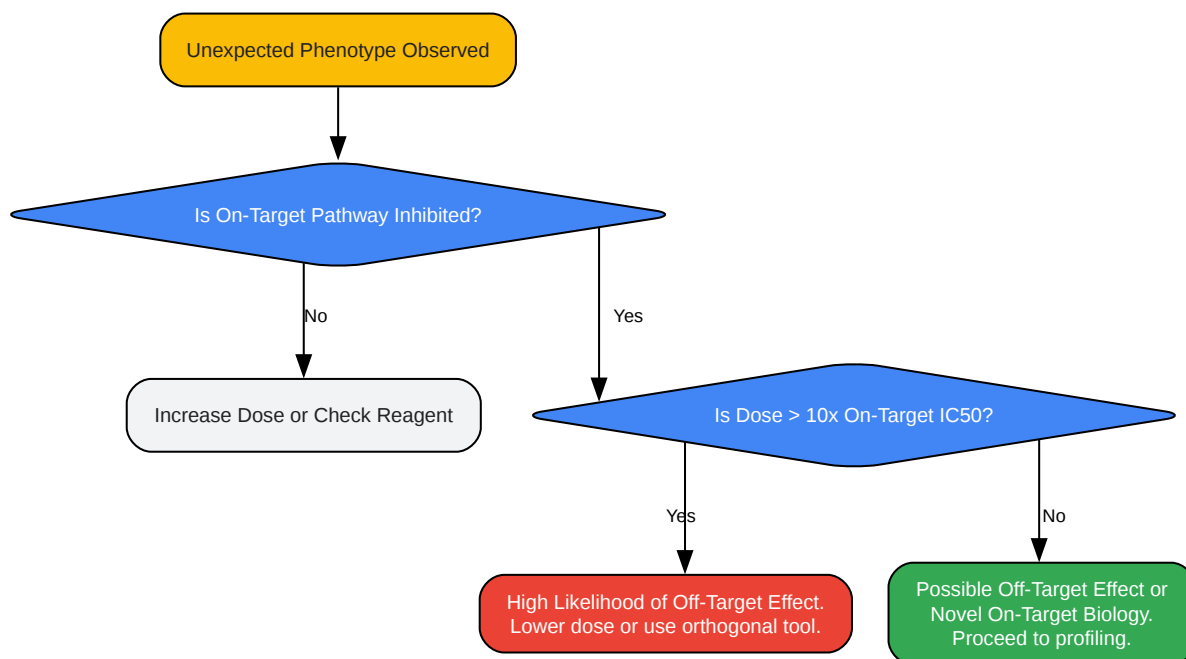 Unexpected Phenotype Observed
Is On-Target Pathway Inhibited?
No
Yes
Increase Dose or Check Reagent
Is Dose > 10x On-Target IC50?
Yes
No
High Likelihood of Off-Target Effect.
Lower dose or use orthogonal tool.
Possible Off-Target Effect or
Novel On-Target Biology.
Proceed to profiling.